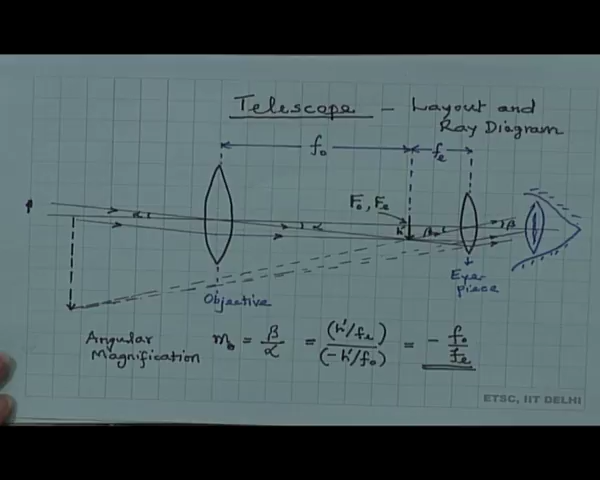 Telescope - Layout and
Ray Diagram
f₀
fₑ
F₀, Fₑ
α
α
h'
β
β
Eye
piece
Objective
Angular
Magnification
m₀ = β/α = (h'/fₑ)/(-h'/f₀) = - f₀/fₑ
ETSC, IIT DELHI